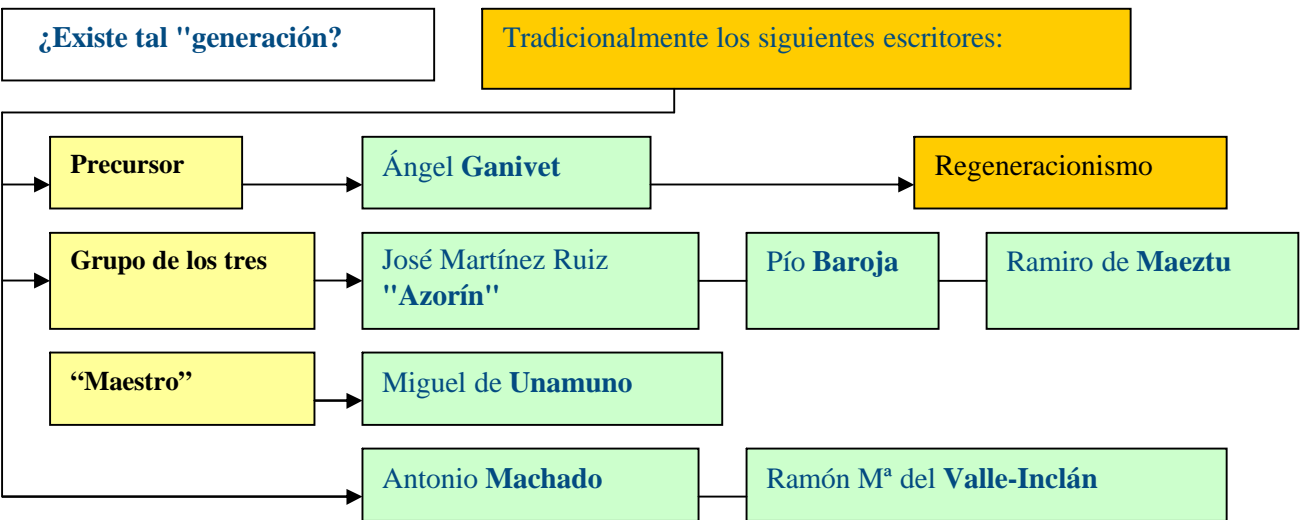 ¿Existe tal "generación?
Tradicionalmente los siguientes escritores:
Precursor
Ángel Ganivet
Regeneracionismo
Grupo de los tres
José Martínez Ruiz
"Azorín"
Pío Baroja
Ramiro de Maeztu
“Maestro”
Miguel de Unamuno
Antonio Machado
Ramón Mª del Valle-Inclán